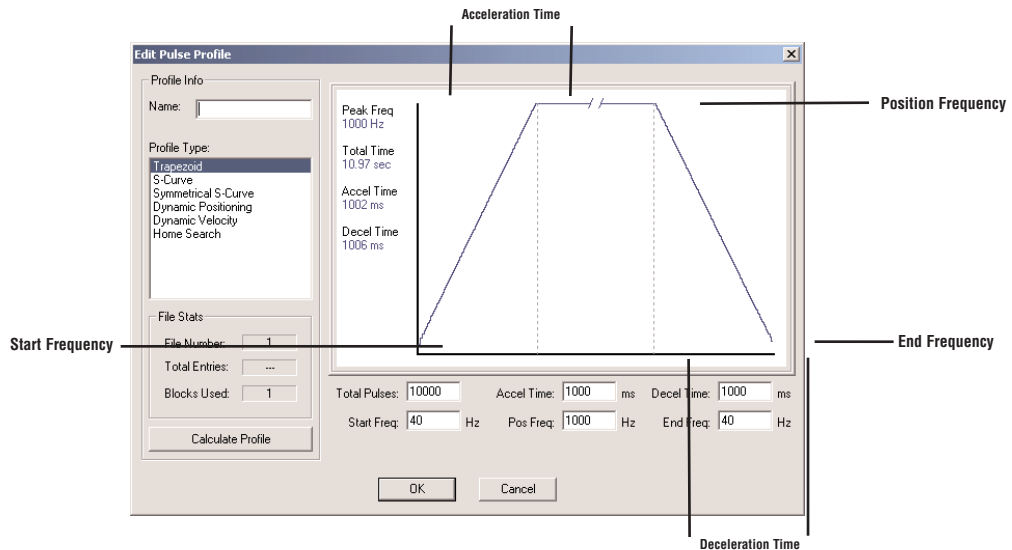 Acceleration Time
Edit Pulse Profile
Profile Info
Name:
Profile Type:
Trapezoid
S-Curve
Symmetrical S-Curve
Dynamic Positioning
Dynamic Velocity
Home Search
Peak Freq
1000 Hz
Total Time
10.97 sec
Accel Time
1002 ms
Decel Time
1006 ms
Position Frequency
File Stats
File Number: 1
Total Entries: ---
Blocks Used: 1
Calculate Profile
Start Frequency
End Frequency
Total Pulses: 10000 Accel Time: 1000 ms Decel Time: 1000 ms
Start Freq: 40 Hz Pos Freq: 1000 Hz End Freq: 40 Hz
OK Cancel
Deceleration Time